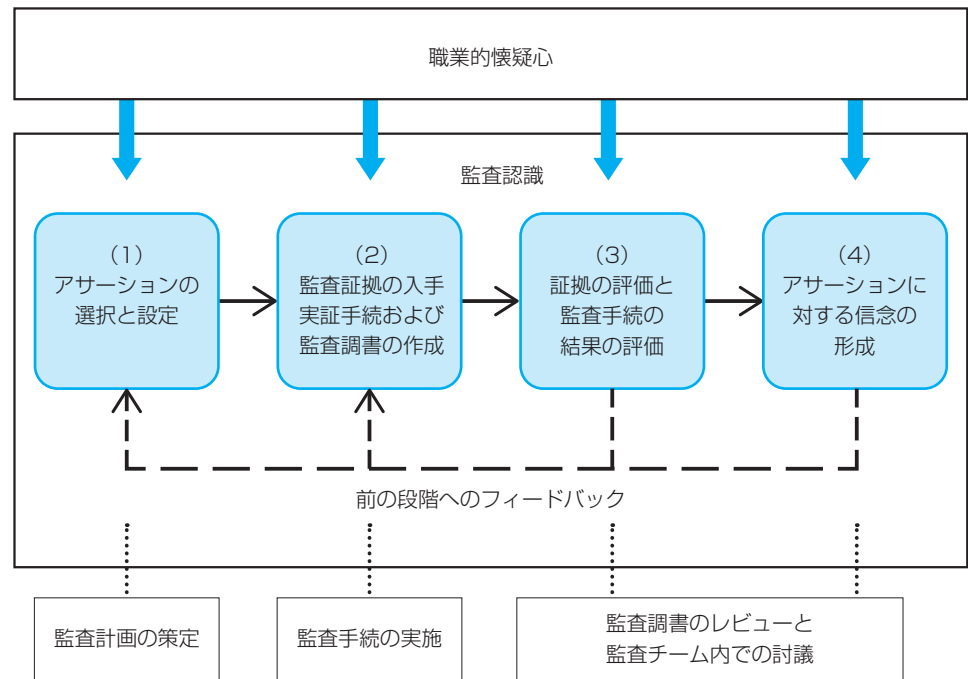 職業的懐疑心
監査認識
(1)
アサーションの
選択と設定
(2)
監査証拠の入手
実証手続および
監査調書の作成
(3)
証拠の評価と
監査手続の
結果の評価
(4)
アサーションに
対する信念の
形成
前の段階へのフィードバック
監査計画の策定
監査手続の実施
監査調書のレビューと
監査チーム内での討議